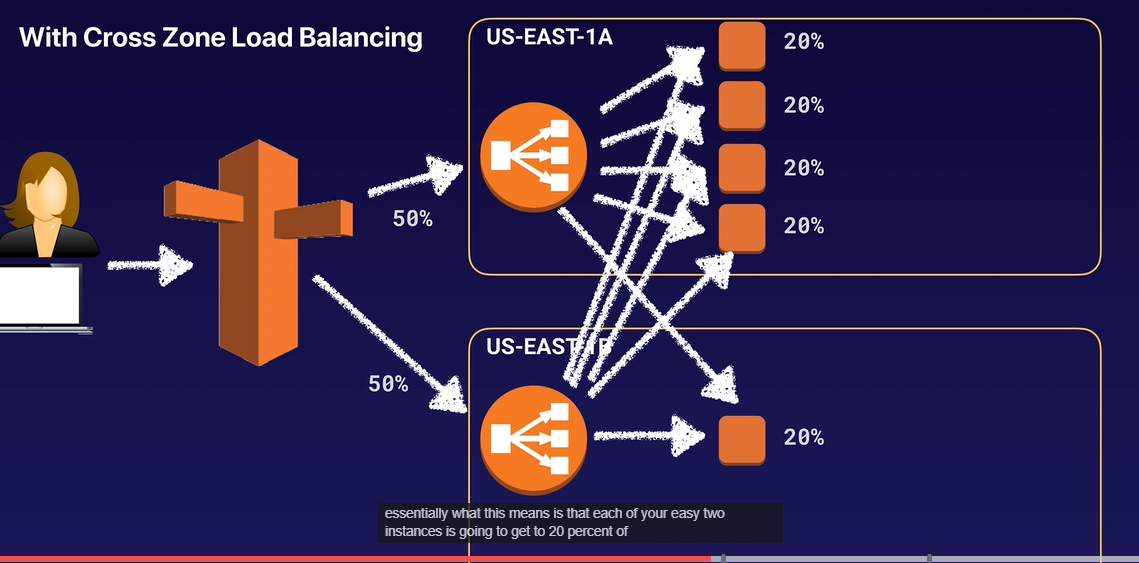 With Cross Zone Load Balancing
US-EAST-1A
20%
20%
20%
20%
50%
50%
US-EAST-1B
20%
essentially what this means is that each of your easy two
instances is going to get to 20 percent of